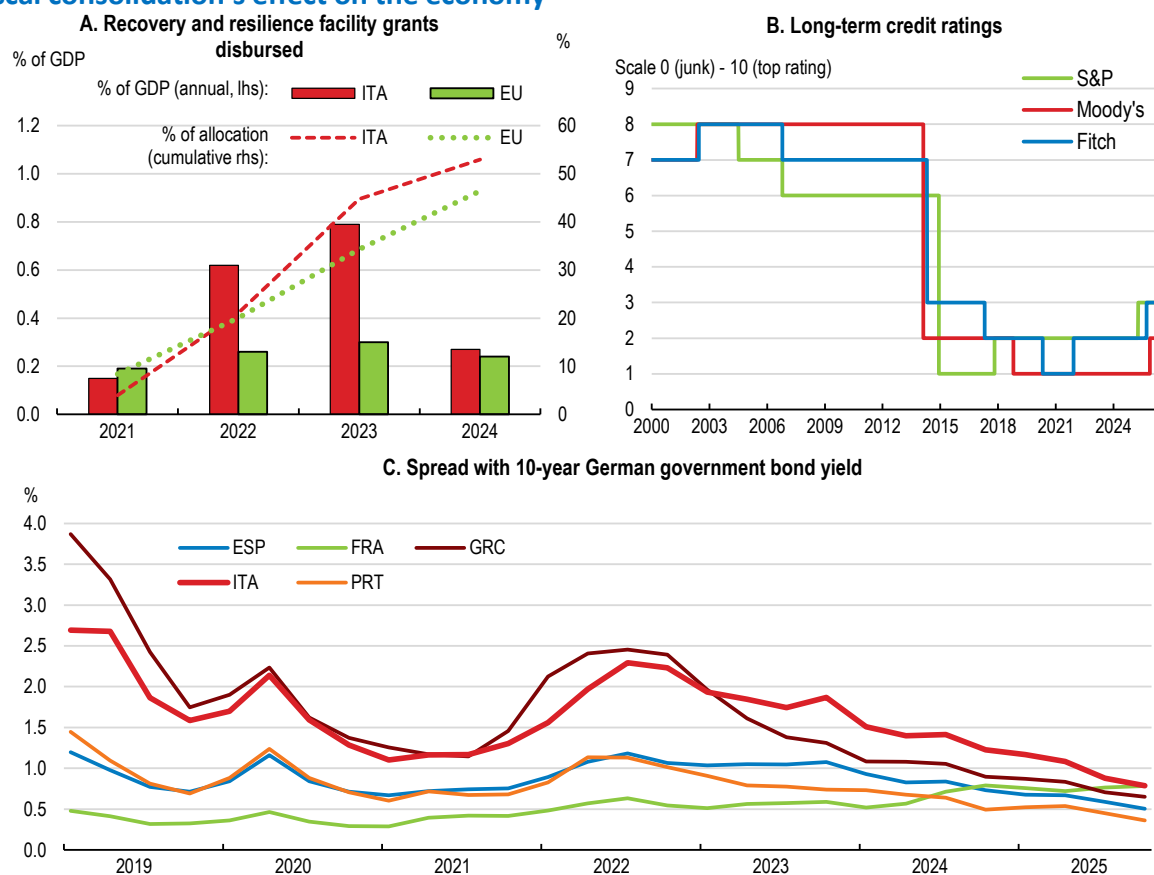 scal consolidation's effect on the economy
A. Recovery and resilience facility grants
disbursed
% of GDP
%
% of GDP (annual, lhs):
ITA
EU
% of allocation
(cumulative rhs):
ITA
EU
1.2
1.0
0.8
0.6
0.4
0.2
0.0
60
50
40
30
20
10
0
2021
2022
2023
2024
B. Long-term credit ratings
Scale 0 (junk) - 10 (top rating)
S&P
Moody's
Fitch
9
8
7
6
5
4
3
2
1
0
2000
2003
2006
2009
2012
2015
2018
2021
2024
C. Spread with 10-year German government bond yield
%
4.0
3.5
3.0
2.5
2.0
1.5
1.0
0.5
0.0
ESP
FRA
GRC
ITA
PRT
2019
2020
2021
2022
2023
2024
2025